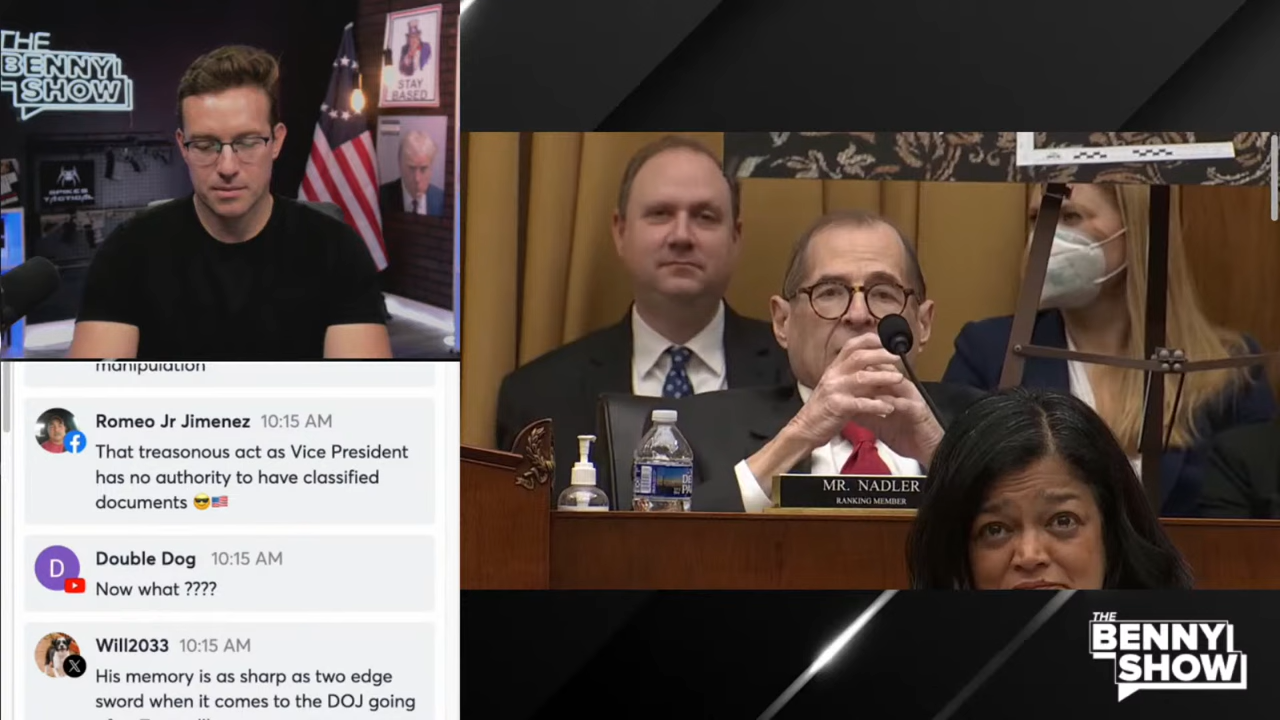 THE
BENNY
SHOW
STAY
BASED
SPIKE'S
TACTICAL
manipulation
Romeo Jr Jimenez 10:15 AM
That treasonous act as Vice President
has no authority to have classified
documents 😎🇺🇸
Double Dog 10:15 AM
D
Now what ????
Will2033 10:15 AM
His memory is as sharp as two edge
sword when it comes to the DOJ going
MR. NADLER
RANKING MEMBER
THE
BENNY
SHOW